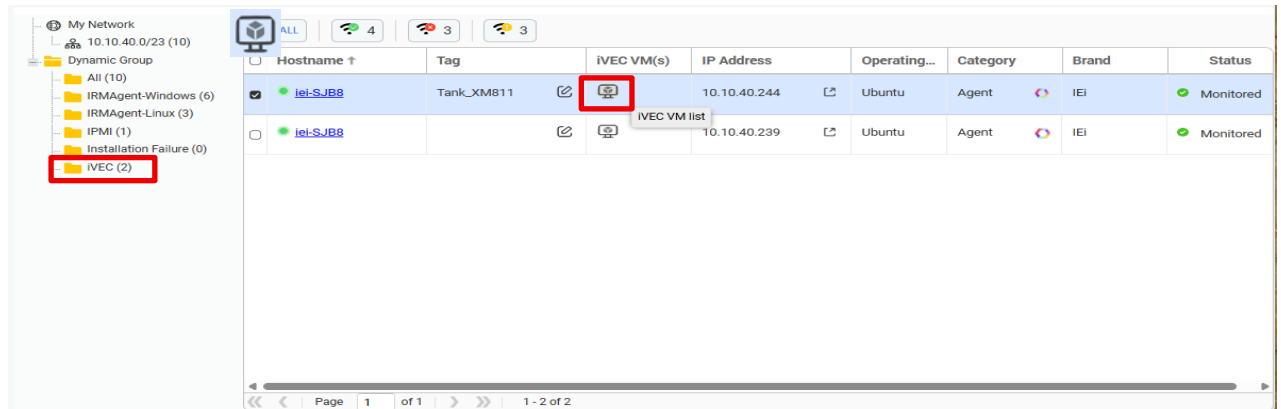 My Network
10.10.40.0/23 (10)
Dynamic Group
All (10)
IRMAgent-Windows (6)
IRMAgent-Linux (3)
IPMI (1)
Installation Failure (0)
iVEC (2)
ALL 4 3 3
Hostname ↑ Tag iVEC VM(s) IP Address Operating... Category Brand Status
iei-SJB8 Tank_XM811 10.10.40.244 Ubuntu Agent IEi Monitored
iVEC VM list
iei-SJB8 10.10.40.239 Ubuntu Agent IEi Monitored
Page 1 of 1 1 - 2 of 2